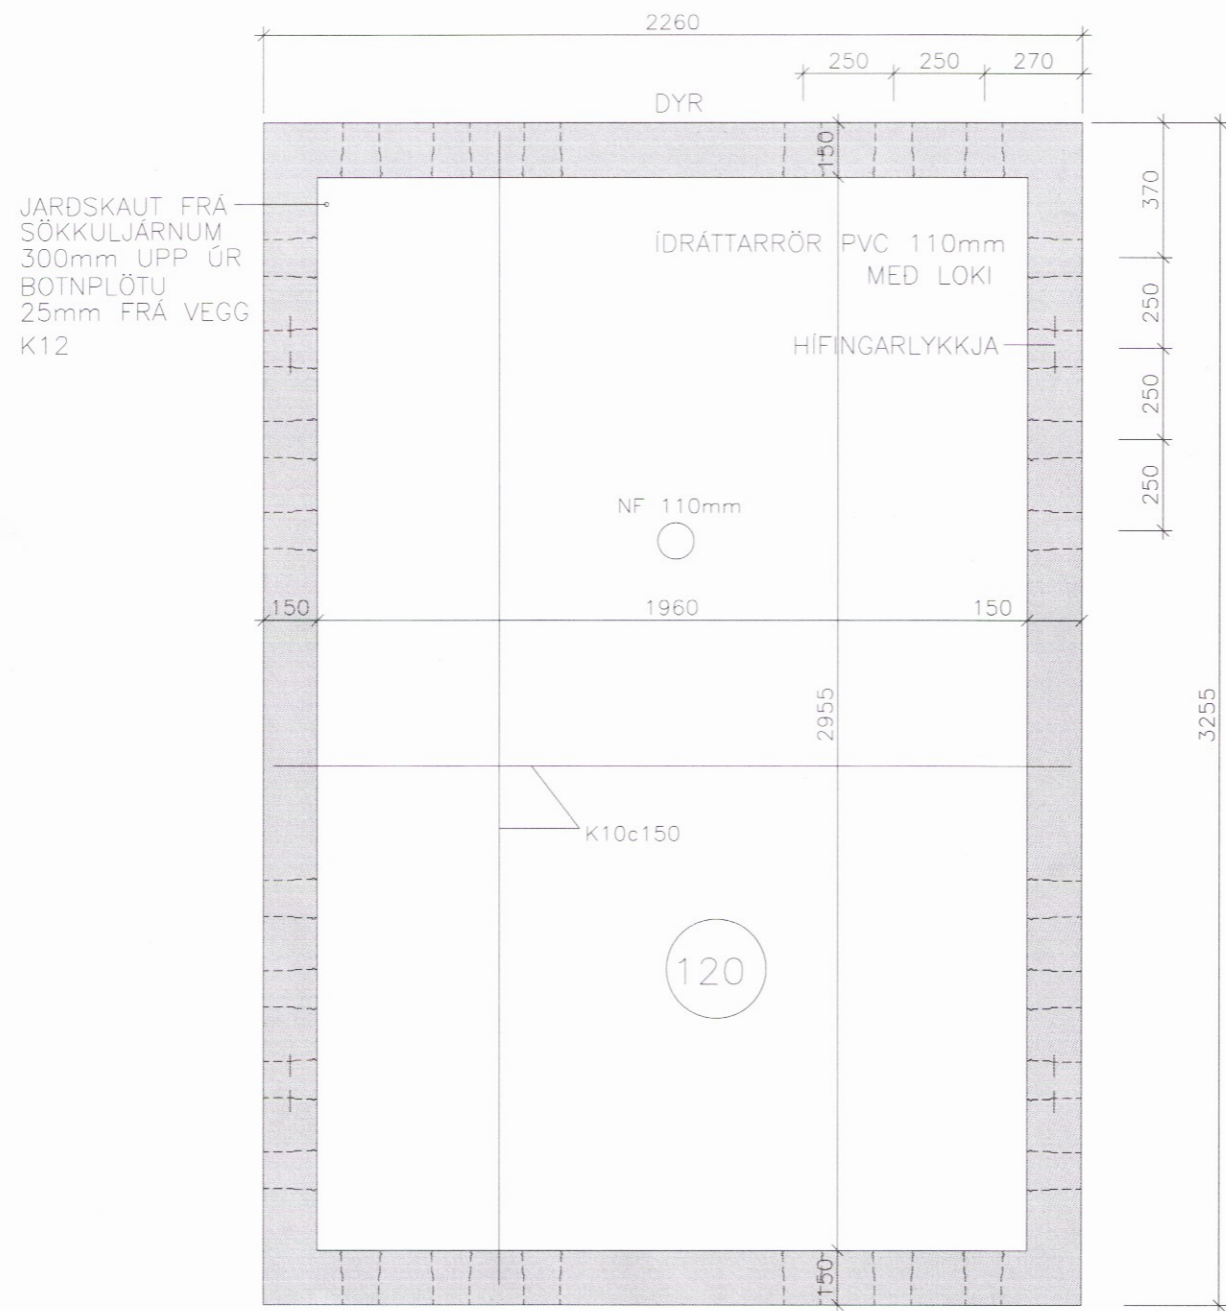 2260
250 250 270
DYR
150
370
JARÐSKAUT FRÁ
SÖKKULJÁRNUM
300mm UPP ÚR
BOTNPLÖTU
25mm FRÁ VEGG
K12
ÍDRÁTTARRÖR PVC 110mm
MEÐ LOKI
250
HÍFINGARLYKKJA
250
250
NF 110mm
150 1960 150
2955
3255
K10c150
120
150